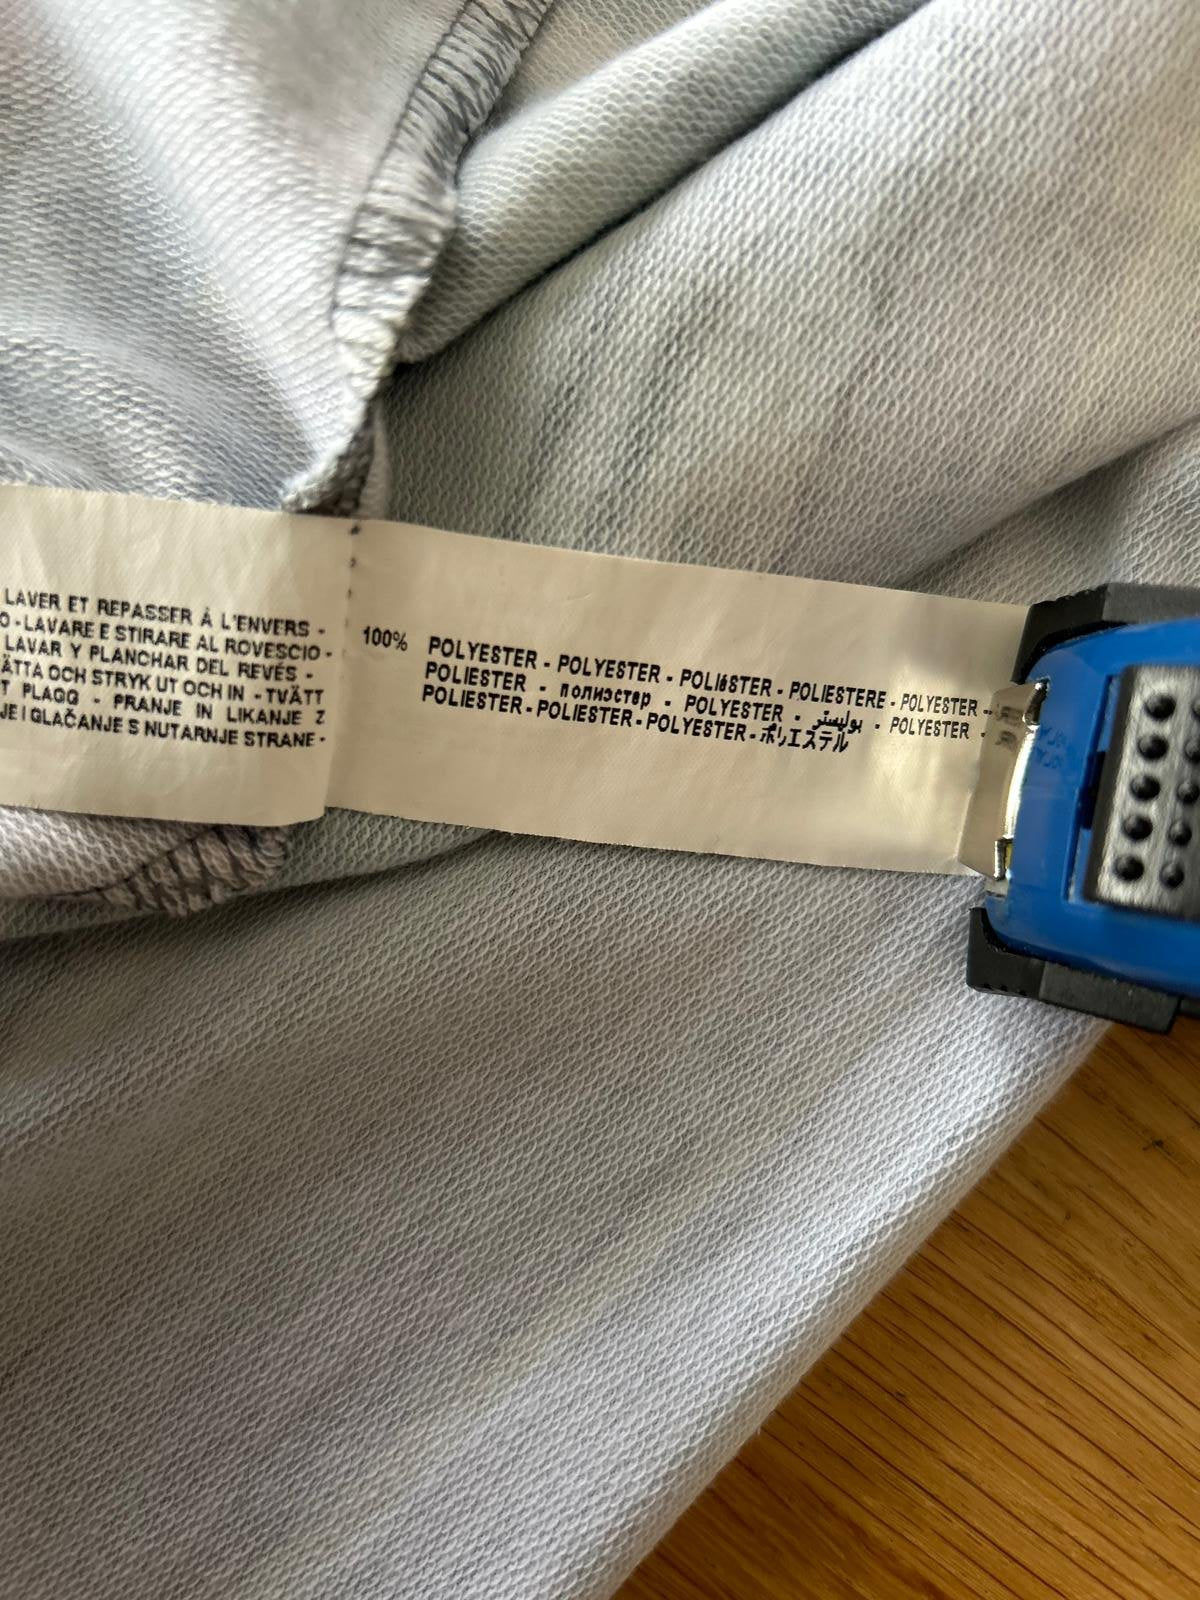 LAVER ET REPASSER À L'ENVERS -
O - LAVARE E STIRARE AL ROVESCIO -
LAVAR Y PLANCHAR DEL REVÉS -
ÄTTA OCH STRYK UT OCH IN - TVÄTT
T PLAGG - PRANJE IN LIKANJE Z
JE I GLAČANJE S NUTARNJE STRANE -
100% POLYESTER - POLYESTER - POLIéSTER - POLIESTERE - POLYESTER -
POLIESTER - полиэстер - POLYESTER - بوليستر - POLYESTER -
POLIESTER - POLIESTER - POLYESTER - ポリエステル